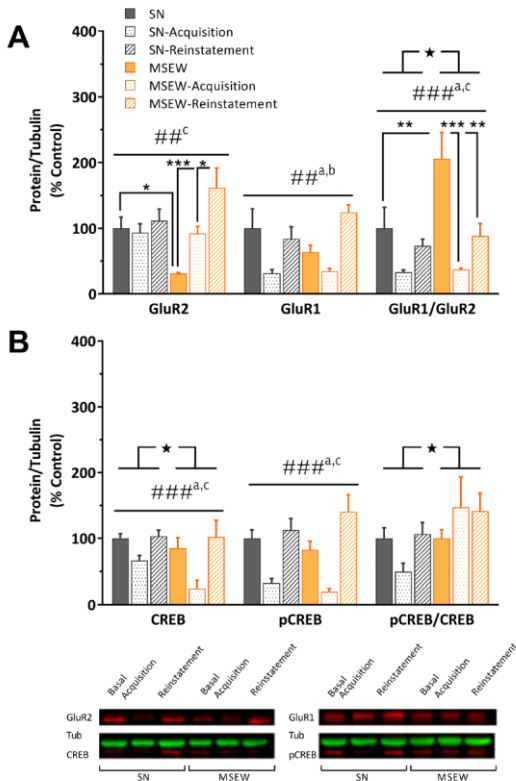 A
SN
SN-Acquisition
SN-Reinstatement
MSEW
MSEW-Acquisition
MSEW-Reinstatement
Protein/Tubulin
(% Control)
400
300
200
100
0
##c
* *** *
##a,b
★
###a,c
** *** **
GluR2 GluR1 GluR1/GluR2
B
Protein/Tubulin
(% Control)
400
300
200
100
0
★
###a,c
###a,c
★
CREB pCREB pCREB/CREB
Basal Acquisition Reinstatement Basal Acquisition Reinstatement
GluR2
Tub
CREB
SN MSEW
Basal Acquisition Reinstatement Basal Acquisition Reinstatement
GluR1
Tub
pCREB
SN MSEW